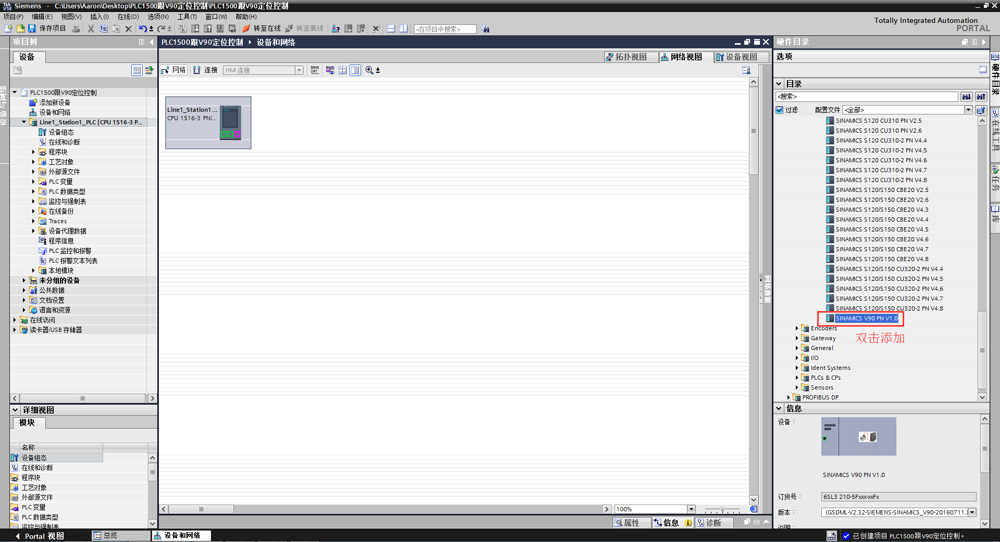 TIA V14 Siemens - C:\Users\Aaron\Desktop\PLC1500跟V90定位控制\PLC1500跟V90定位控制
项目(P) 编辑(E) 视图(V) 插入(I) 在线(O) 选项(N) 工具(T) 窗口(W) 帮助(H)
Totally Integrated Automation
PORTAL
保存项目 转至在线 转至离线 <在项目中搜索>
项目树
设备
设备与网络
PLC1500跟V90定位控制
添加新设备
设备和网络
Line1_Station1_PLC [CPU 1516-3 P...
设备组态
在线和诊断
程序块
工艺对象
外部源文件
PLC 变量
PLC 数据类型
监控与强制表
在线备份
Traces
设备代理数据
程序信息
PLC 监控和报警
PLC 报警文本列表
本地模块
未分组的设备
公共数据
文档设置
语言和资源
在线访问
读卡器/USB 存储器
详细视图
模块
名称
设备组态
在线和诊断
程序块
工艺对象
外部源文件
PLC 变量
PLC 数据类型
监控与强制表
PLC1500跟V90定位控制 设备和网络
拓扑视图 网络视图 设备视图
网络 连接 HMI 连接
Line1_Station1...
CPU 1516-3 PN/...
网络数据
100%
属性 信息 诊断
硬件目录
选项
目录
<搜索>
过滤 配置文件 <全部>
SINAMICS S120 CU310 PN V2.5
SINAMICS S120 CU310 PN V2.6
SINAMICS S120 CU310-2 PN V4.4
SINAMICS S120 CU310-2 PN V4.5
SINAMICS S120 CU310-2 PN V4.6
SINAMICS S120 CU310-2 PN V4.7
SINAMICS S120 CU310-2 PN V4.8
SINAMICS S120/S150 CBE20 V2.5
SINAMICS S120/S150 CBE20 V2.6
SINAMICS S120/S150 CBE20 V4.3
SINAMICS S120/S150 CBE20 V4.4
SINAMICS S120/S150 CBE20 V4.5
SINAMICS S120/S150 CBE20 V4.6
SINAMICS S120/S150 CBE20 V4.7
SINAMICS S120/S150 CBE20 V4.8
SINAMICS S120/S150 CU320-2 PN V4.4
SINAMICS S120/S150 CU320-2 PN V4.5
SINAMICS S120/S150 CU320-2 PN V4.6
SINAMICS S120/S150 CU320-2 PN V4.7
SINAMICS S120/S150 CU320-2 PN V4.8
SINAMICS V90 PN V1.0
Encoders
双击添加
Gateway
General
I/O
Ident Systems
PLCs & CPs
Sensors
PROFIBUS DP
信息
设备：
SINAMICS V90 PN V1.0
订货号： 6SL3 210-5Fxxx-xxFx
版本： (GSDML-V2.32-SIEMENS-SINAMICS_V90-20160711.X
说明：
硬件目录
在线工具
任务
库
Portal 视图 总览 设备和网络
已创建项目 PLC1500跟V90定位控制。